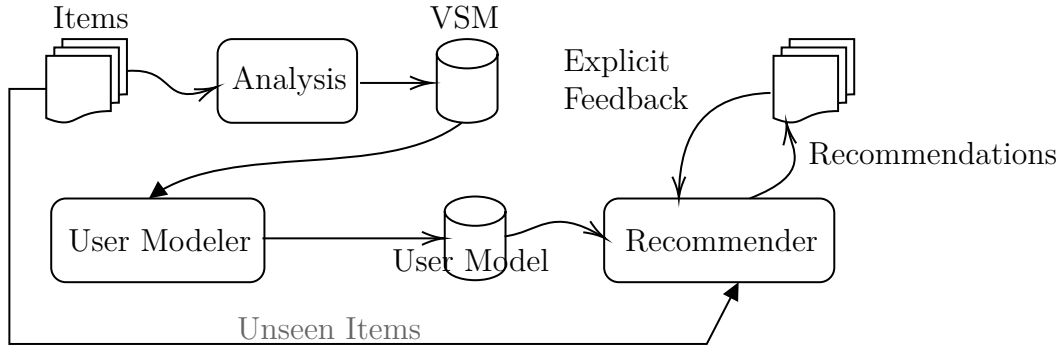 Items
VSM
Analysis
Explicit
Feedback
Recommendations
User Modeler
User Model
Recommender
Unseen Items